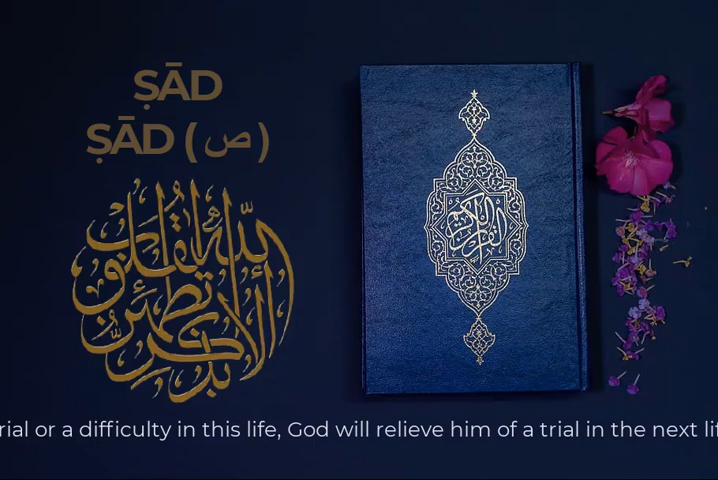 ṢĀD
ṢĀD ( ص )
ألا بذكر الله تطمئن القلوب
القرآن الكريم
rial or a difficulty in this life, God will relieve him of a trial in the next lif